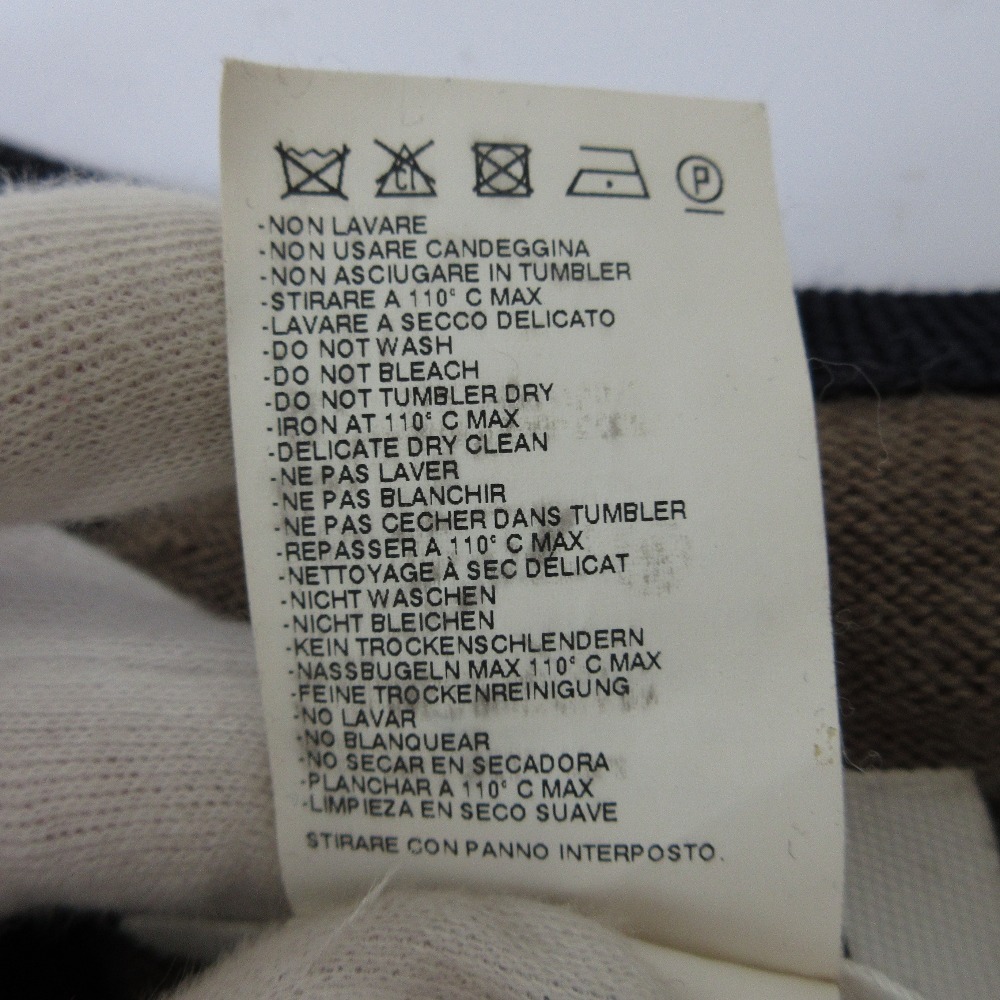 Cl P
-NON LAVARE
-NON USARE CANDEGGINA
-NON ASCIUGARE IN TUMBLER
-STIRARE A 110° C MAX
-LAVARE A SECCO DELICATO
-DO NOT WASH
-DO NOT BLEACH
-DO NOT TUMBLER DRY
-IRON AT 110° C MAX
-DELICATE DRY CLEAN
-NE PAS LAVER
-NE PAS BLANCHIR
-NE PAS CECHER DANS TUMBLER
-REPASSER A 110° C MAX
-NETTOYAGE À SEC DÉLICAT
-NICHT WASCHEN
-NICHT BLEICHEN
-KEIN TROCKENSCHLENDERN
-NASSBUGELN MAX 110° C MAX
-FEINE TROCKENREINIGUNG
-NO LAVAR
-NO BLANQUEAR
-NO SECAR EN SECADORA
-PLANCHAR A 110° C MAX
-LIMPIEZA EN SECO SUAVE
STIRARE CON PANNO INTERPOSTO.